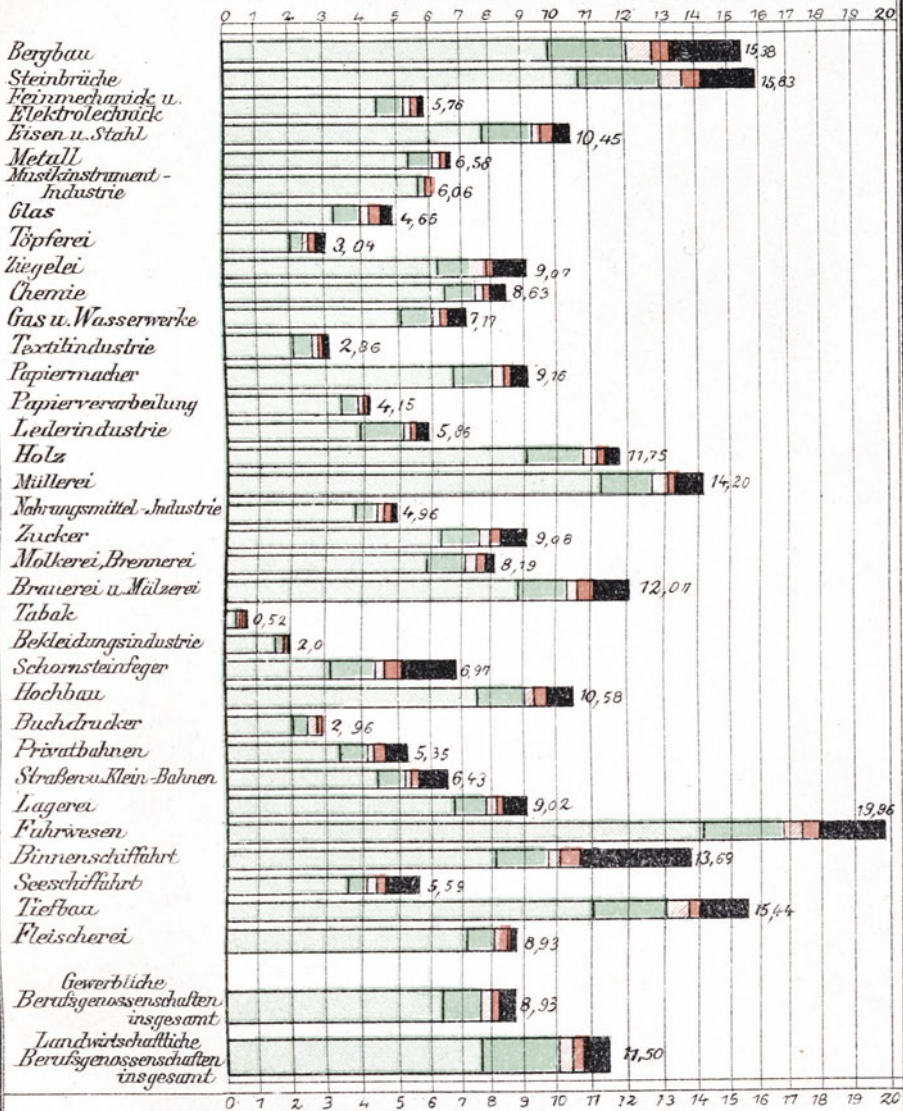 0 1 2 3 4 5 6 7 8 9 10 11 12 13 14 15 16 17 18 19 20
Bergbau 15,38
Steinbrüche 15,83
Feinmechanick u.
Elektrotechnick 5,76
Eisen u. Stahl 10,45
Metall 6,58
Musikinstrument-
Industrie 6,06
Glas 4,65
Töpferei 3,04
Ziegelei 9,07
Chemie 8,63
Gas u. Wasserwerke 7,17
Textilindustrie 2,86
Papiermacher 9,16
Papierverarbeitung 4,15
Lederindustrie 5,86
Holz 11,75
Müllerei 14,20
Nahrungsmittel-Industrie 4,96
Zucker 9,08
Molkerei, Brennerei 8,19
Brauerei u. Mälzerei 12,07
Tabak 0,52
Bekleidungsindustrie 2,0
Schornsteinfeger 6,97
Hochbau 10,58
Buchdrucker 2,96
Privatbahnen 5,35
Straßen u. Klein-Bahnen 6,43
Lagerei 9,02
Fuhrwesen 19,86
Binnenschiffahrt 13,69
Seeschiffahrt 5,59
Tiefbau 15,44
Fleischerei 8,93
Gewerbliche
Berufsgenossenschaften 8,93
insgesamt
Landwirtschaftliche
Berufsgenossenschaften 11,50
insgesamt
0 1 2 3 4 5 6 7 8 9 10 11 12 13 14 15 16 17 18 19 20